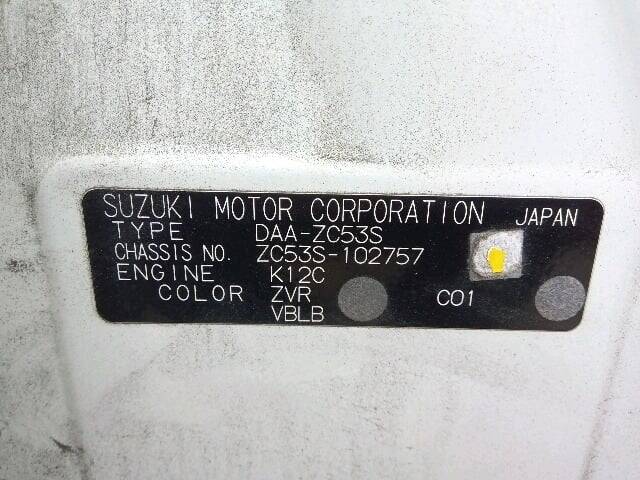 SUZUKI MOTOR CORPORATION JAPAN
TYPE DAA-ZC53S
CHASSIS NO. ZC53S-102757
ENGINE K12C
COLOR ZVR C01
VBLB